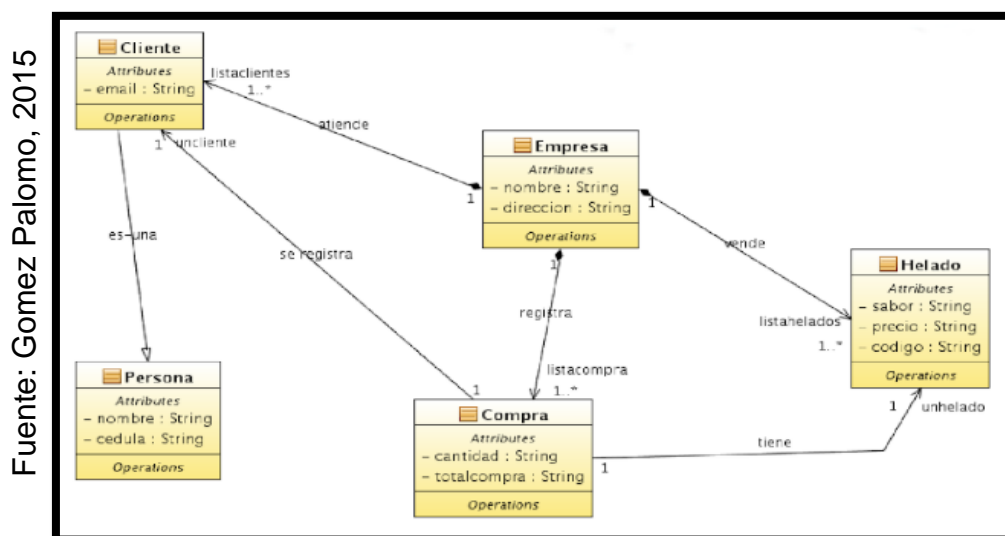 Fuente: Gomez Palomo, 2015
Cliente
Attributes
– email : String
Operations
listaclientes
1..*
atiende
1
1
uncliente
Empresa
Attributes
– nombre : String
– direccion : String
Operations
1
1
es-una
se registra
vende
registra
Helado
Attributes
– sabor : String
– precio : String
– codigo : String
Operations
listahelados
1..*
Persona
Attributes
– nombre : String
– cedula : String
Operations
listacompra
1..*
1
Compra
Attributes
– cantidad : String
– totalcompra : String
Operations
1
tiene
1
unhelado